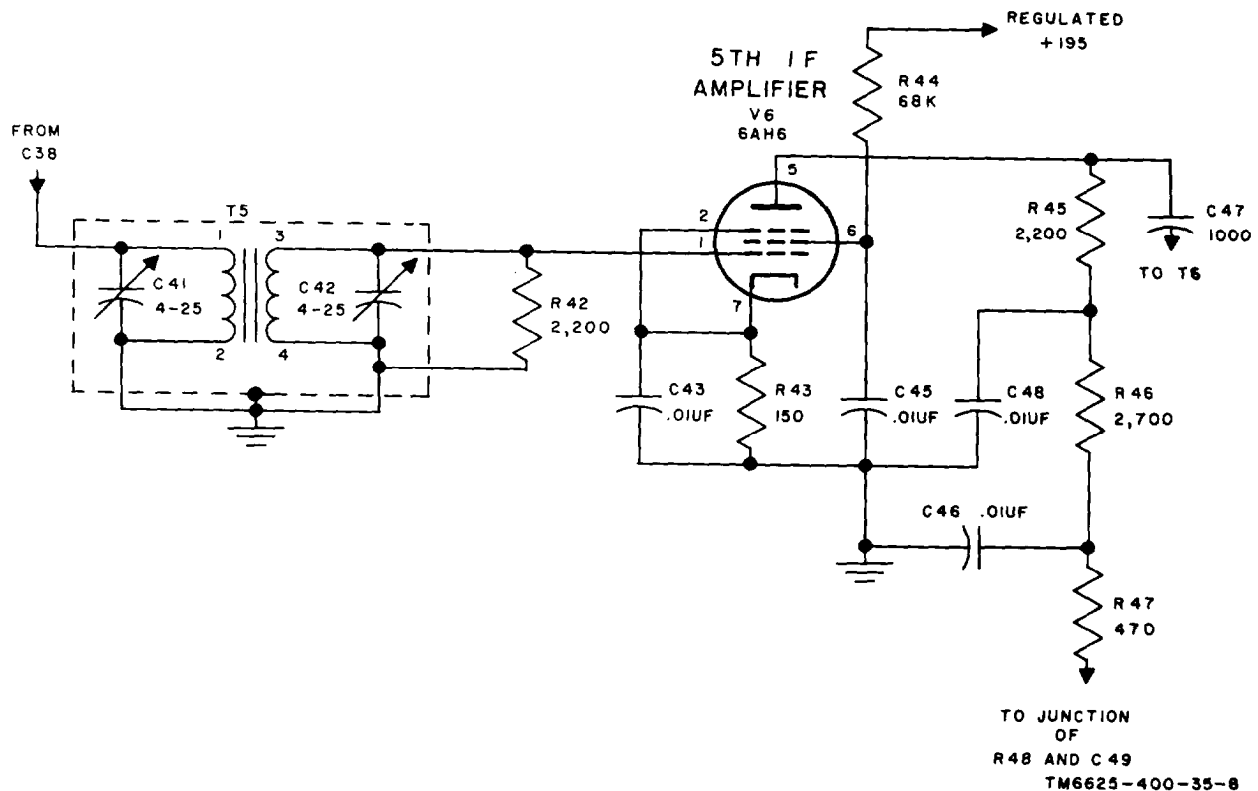 REGULATED
+195
5TH IF
AMPLIFIER
V6
6AH6
R44
68K
FROM
C38
T5
1
3
C41
4-25
C42
4-25
2
4
R42
2,200
5
2
1
6
7
R45
2,200
C47
1000
TO T6
C43
.01UF
R43
150
C45
.01UF
C48
.01UF
R46
2,700
C46 .01UF
R47
470
TO JUNCTION
OF
R48 AND C49
TM6625-400-35-8